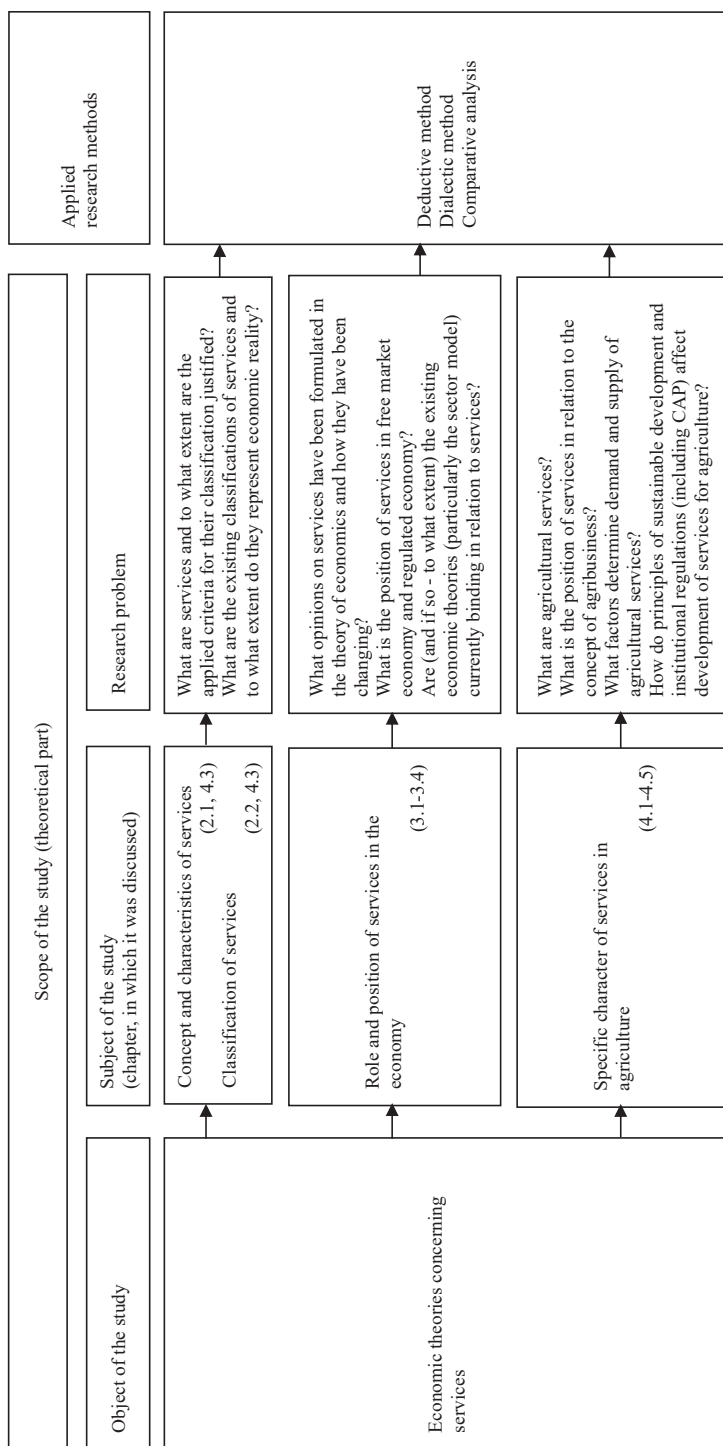 Scope of the study (theoretical part)
Applied
research methods
Object of the study
Subject of the study
(chapter, in which it was discussed)
Research problem
Economic theories concerning
services
Concept and characteristics of services
(2.1, 4.3)
Classification of services
(2.2, 4.3)
What are services and to what extent are the
applied criteria for their classification justified?
What are the existing classifications of services and
to what extent do they represent economic reality?
Role and position of services in the
economy
(3.1-3.4)
What opinions on services have been formulated in
the theory of economics and how they have been
changing?
What is the position of services in free market
economy and regulated economy?
Are (and if so - to what extent) the existing
economic theories (particularly the sector model)
currently binding in relation to services?
Specific character of services in
agriculture
(4.1-4.5)
What are agricultural services?
What is the position of services in relation to the
concept of agribusiness?
What factors determine demand and supply of
agricultural services?
How do principles of sustainable development and
institutional regulations (including CAP) affect
development of services for agriculture?
Deductive method
Dialectic method
Comparative analysis